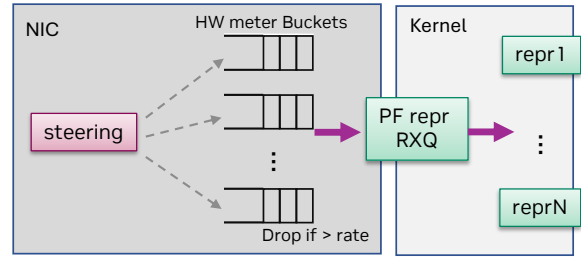 NIC
HW meter Buckets
Kernel
repr1
steering
PF repr
RXQ
reprN
Drop if > rate